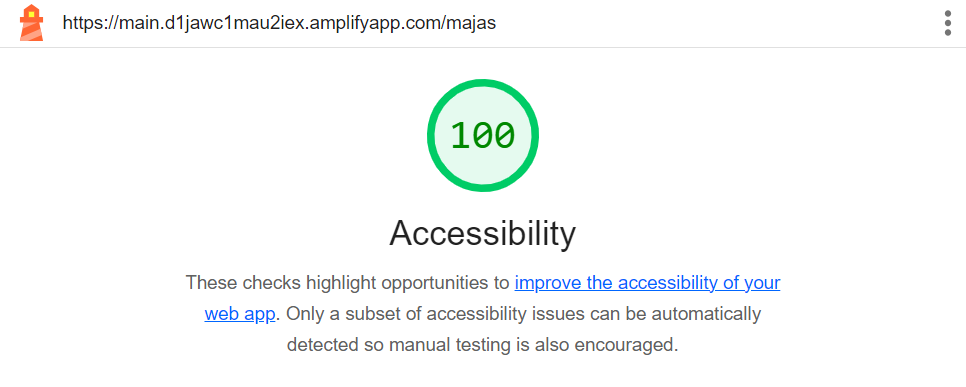 https://main.d1jawc1mau2iex.amplifyapp.com/majas
100
Accessibility
These checks highlight opportunities to improve the accessibility of your
web app. Only a subset of accessibility issues can be automatically
detected so manual testing is also encouraged.